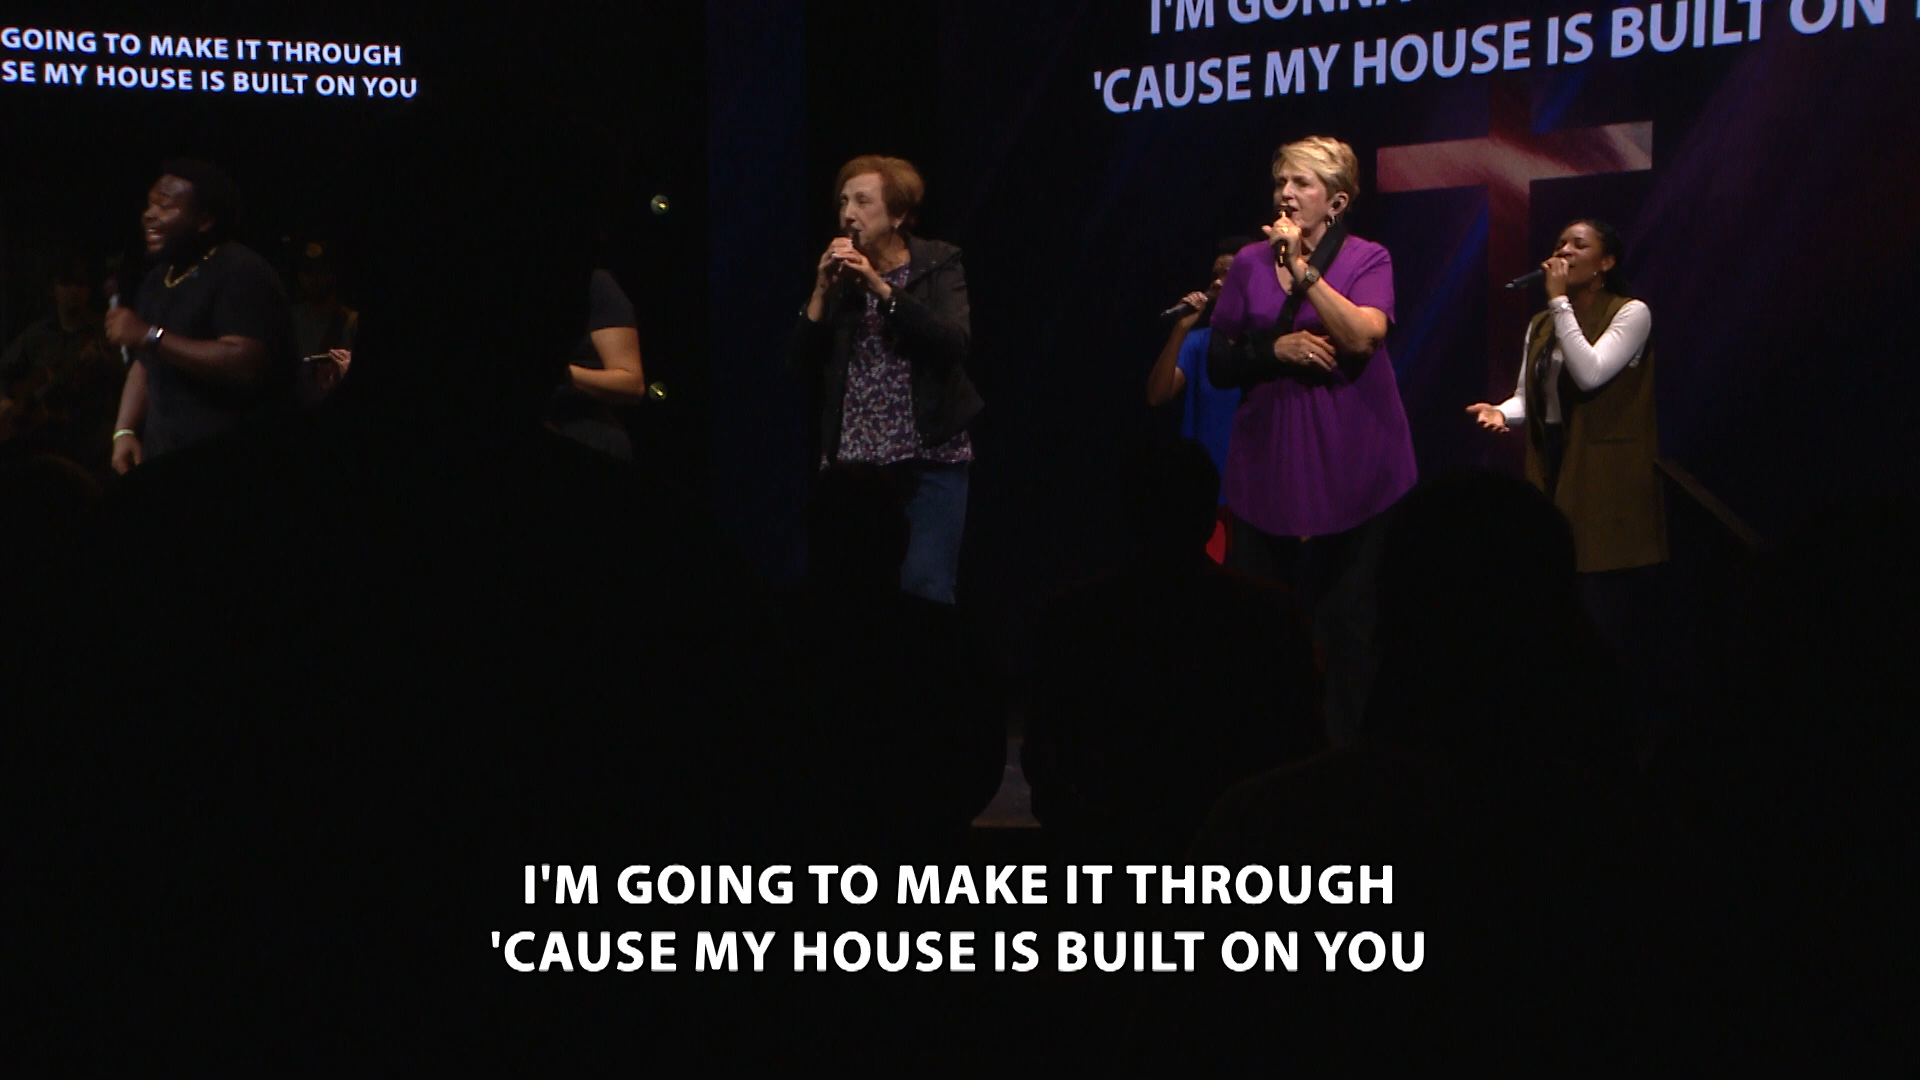 GOING TO MAKE IT THROUGH
SE MY HOUSE IS BUILT ON YOU
I'M GONNA
'CAUSE MY HOUSE IS BUILT ON
I'M GOING TO MAKE IT THROUGH
'CAUSE MY HOUSE IS BUILT ON YOU